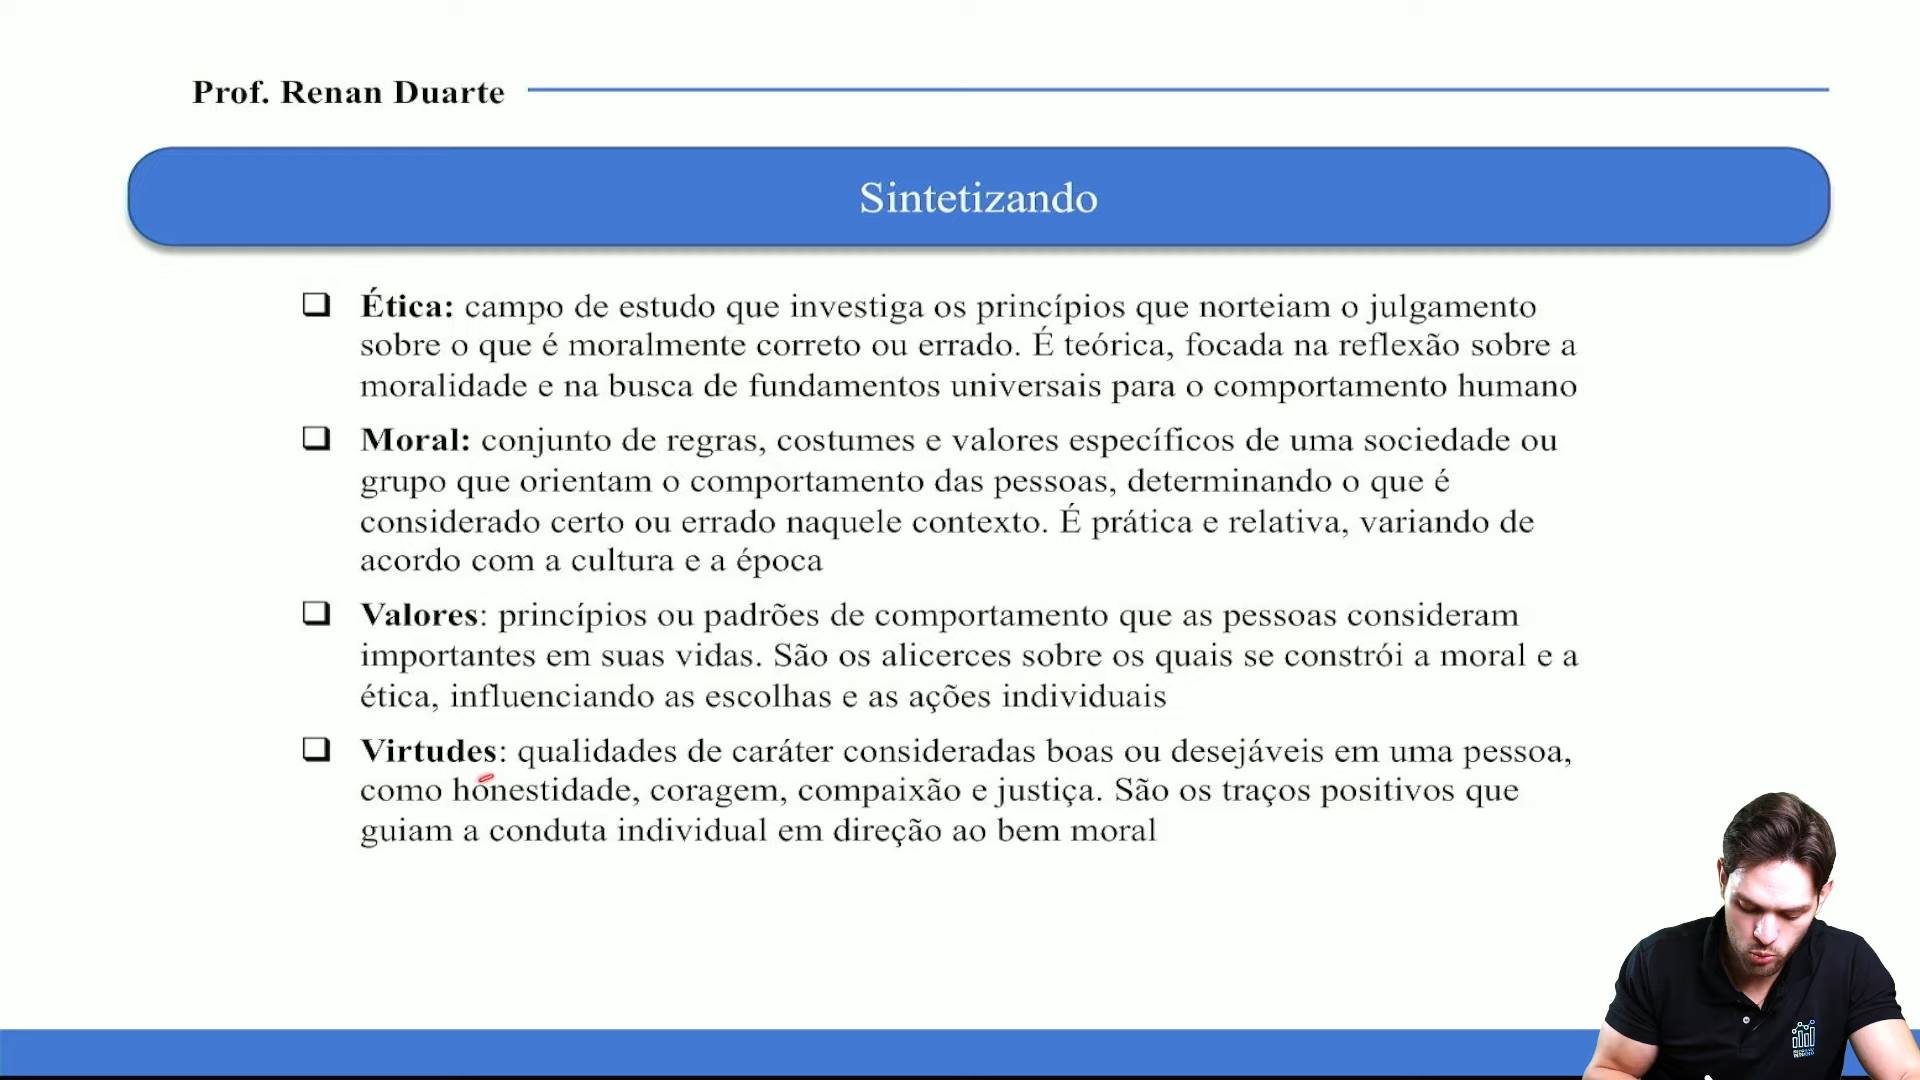 Prof. Renan Duarte
Sintetizando
❑ Ética: campo de estudo que investiga os princípios que norteiam o julgamento
sobre o que é moralmente correto ou errado. É teórica, focada na reflexão sobre a
moralidade e na busca de fundamentos universais para o comportamento humano
❑ Moral: conjunto de regras, costumes e valores específicos de uma sociedade ou
grupo que orientam o comportamento das pessoas, determinando o que é
considerado certo ou errado naquele contexto. É prática e relativa, variando de
acordo com a cultura e a época
❑ Valores: princípios ou padrões de comportamento que as pessoas consideram
importantes em suas vidas. São os alicerces sobre os quais se constrói a moral e a
ética, influenciando as escolhas e as ações individuais
❑ Virtudes: qualidades de caráter consideradas boas ou desejáveis em uma pessoa,
como honestidade, coragem, compaixão e justiça. São os traços positivos que
guiam a conduta individual em direção ao bem moral